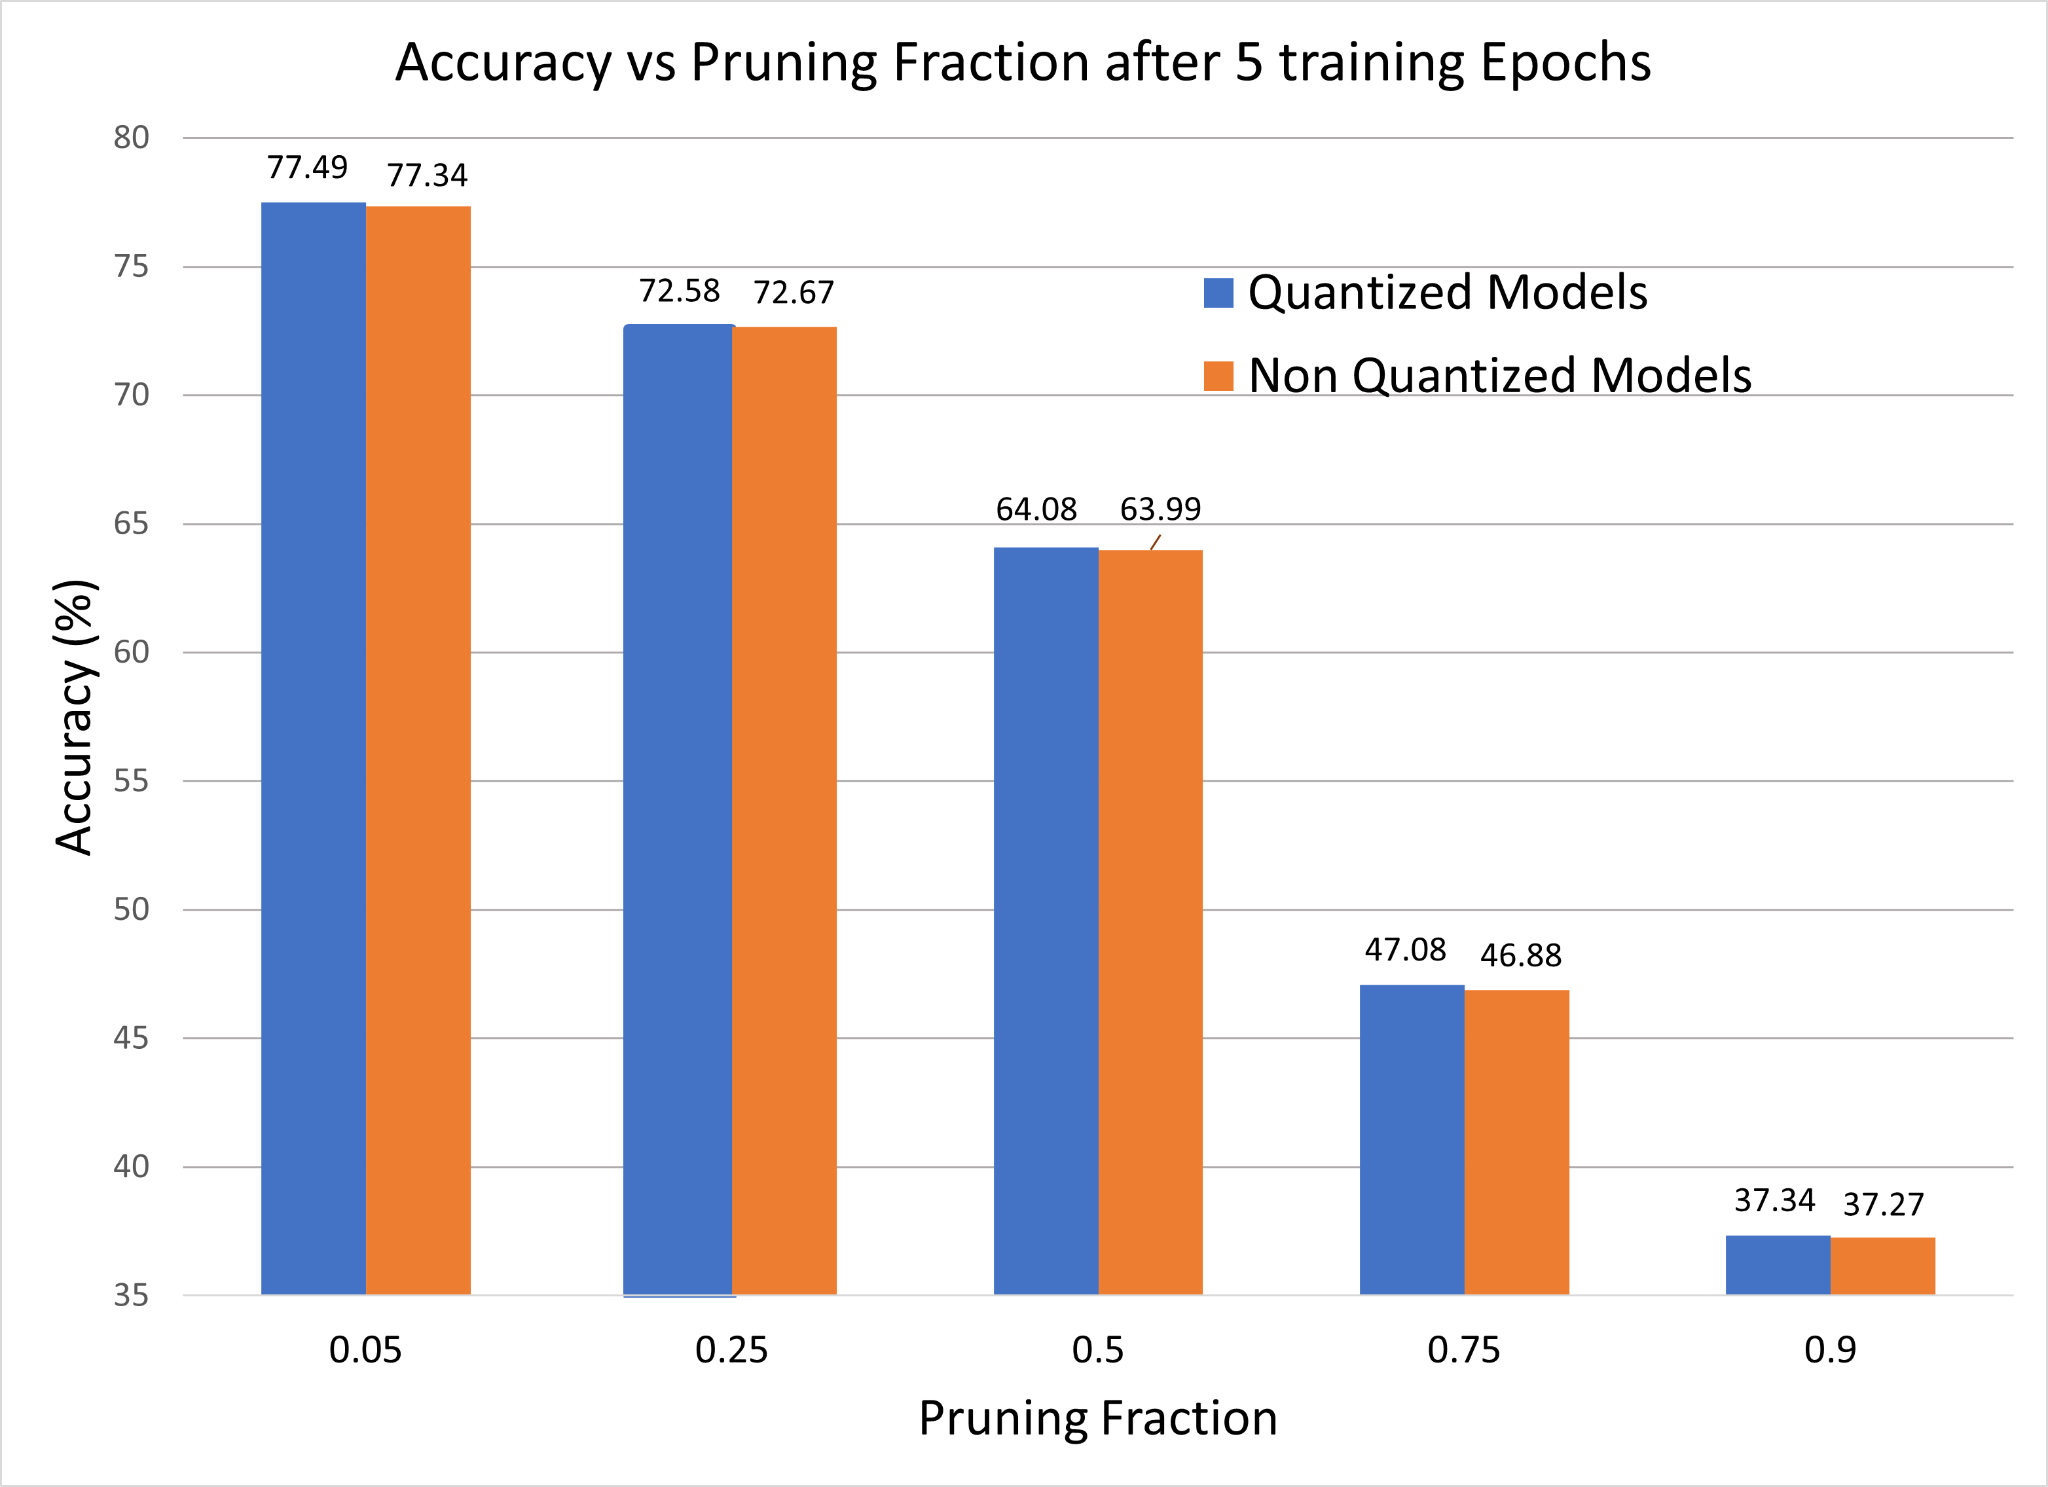 Accuracy vs Pruning Fraction after 5 training Epochs
80
77.49 77.34
75
72.58 72.67
Quantized Models
Non Quantized Models
70
65
64.08 63.99
60
Accuracy (%)
55
50
47.08 46.88
45
40
37.34 37.27
35
0.05 0.25 0.5 0.75 0.9
Pruning Fraction